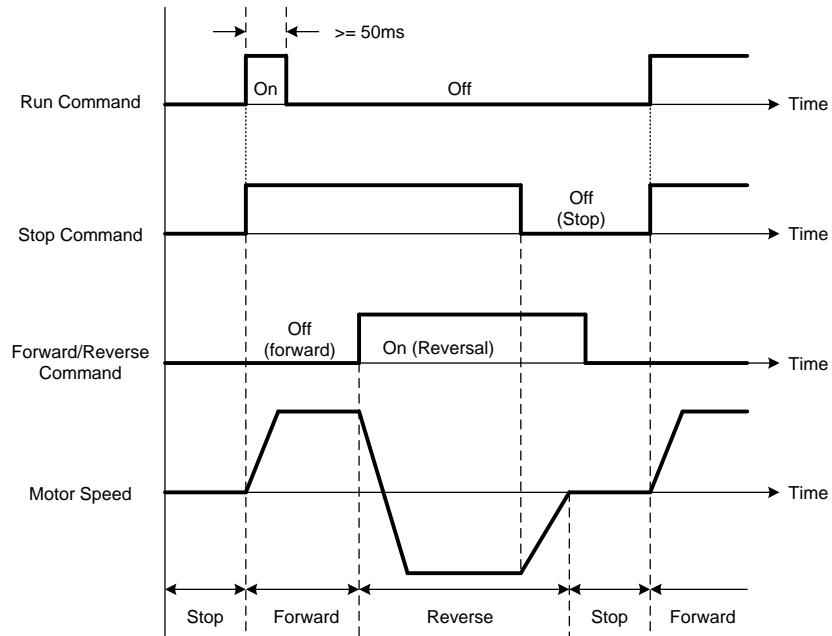 >= 50ms
On
Off
Run Command
Time
Off
(Stop)
Stop Command
Time
Off
(forward)
On (Reversal)
Forward/Reverse
Command
Time
Motor Speed
Time
Stop
Forward
Reverse
Stop
Forward